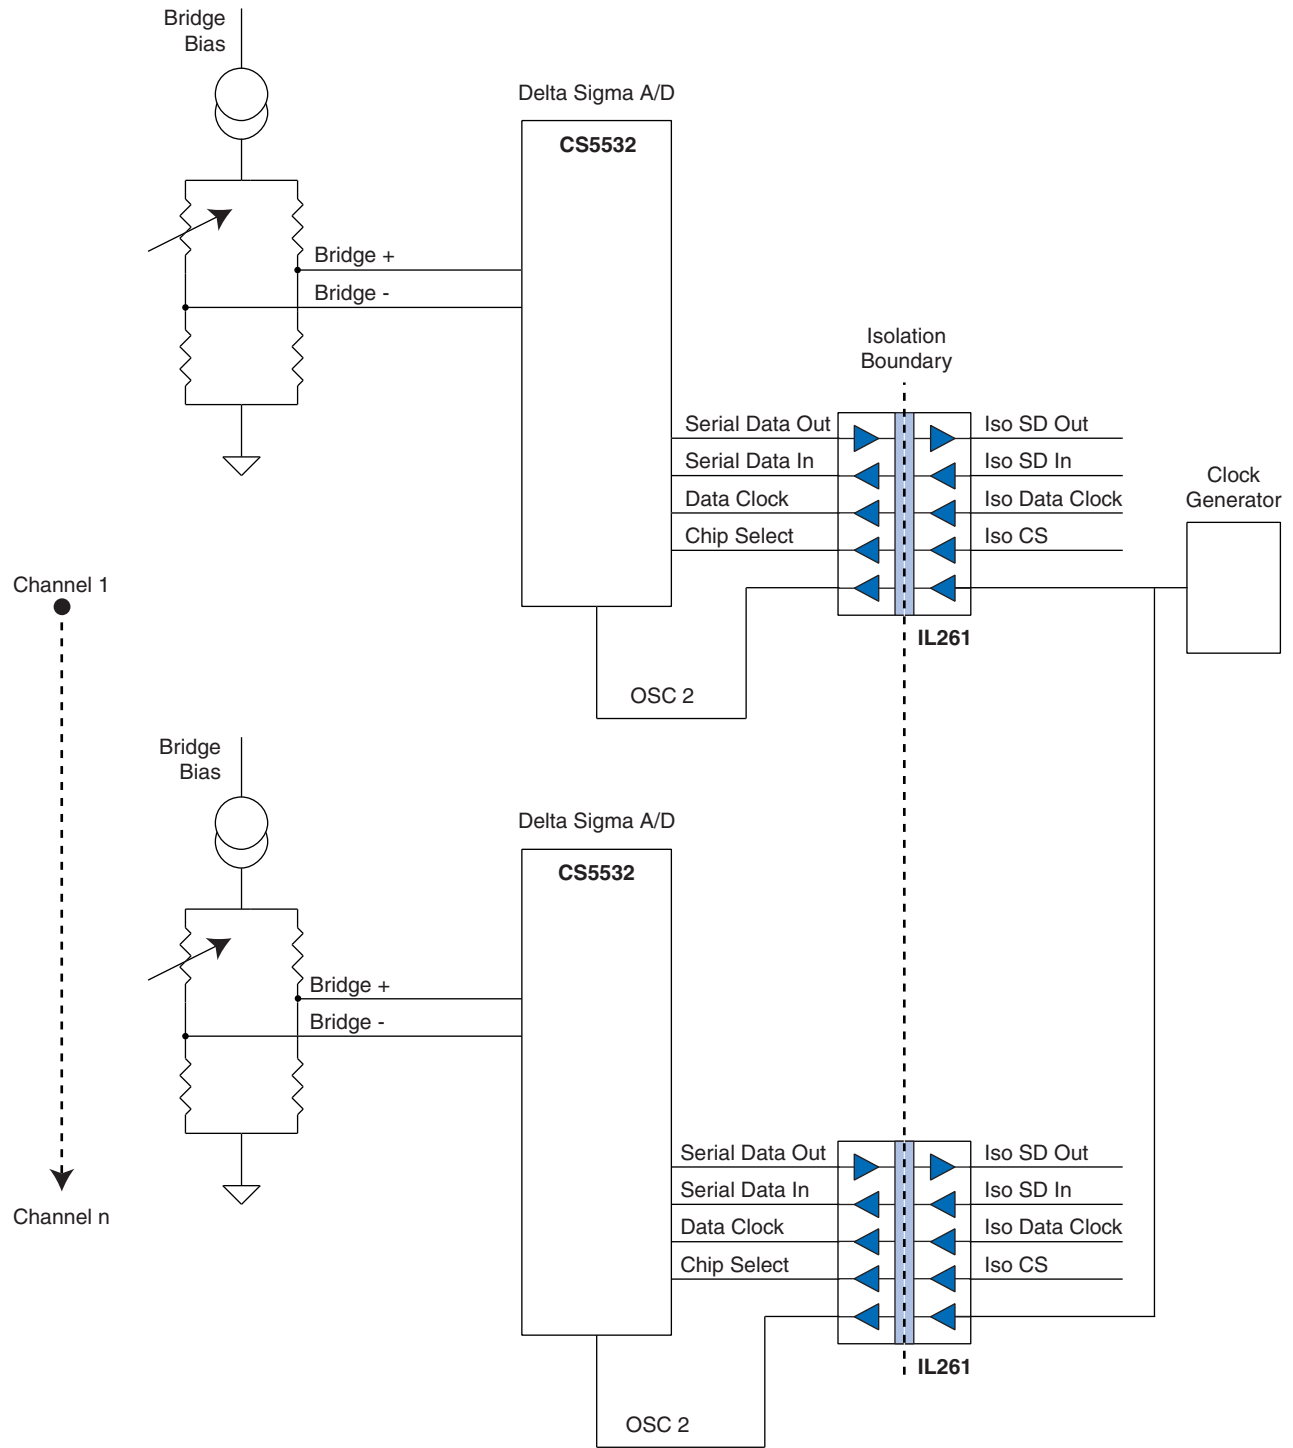 Bridge
Bias
Delta Sigma A/D
CS5532
Bridge +
Bridge -
Isolation
Boundary
Serial Data Out
Iso SD Out
Serial Data In
Iso SD In
Data Clock
Iso Data Clock
Chip Select
Iso CS
Clock
Generator
IL261
OSC 2
Channel 1
Bridge
Bias
Delta Sigma A/D
CS5532
Bridge +
Bridge -
Serial Data Out
Iso SD Out
Serial Data In
Iso SD In
Data Clock
Iso Data Clock
Chip Select
Iso CS
IL261
OSC 2
Channel n